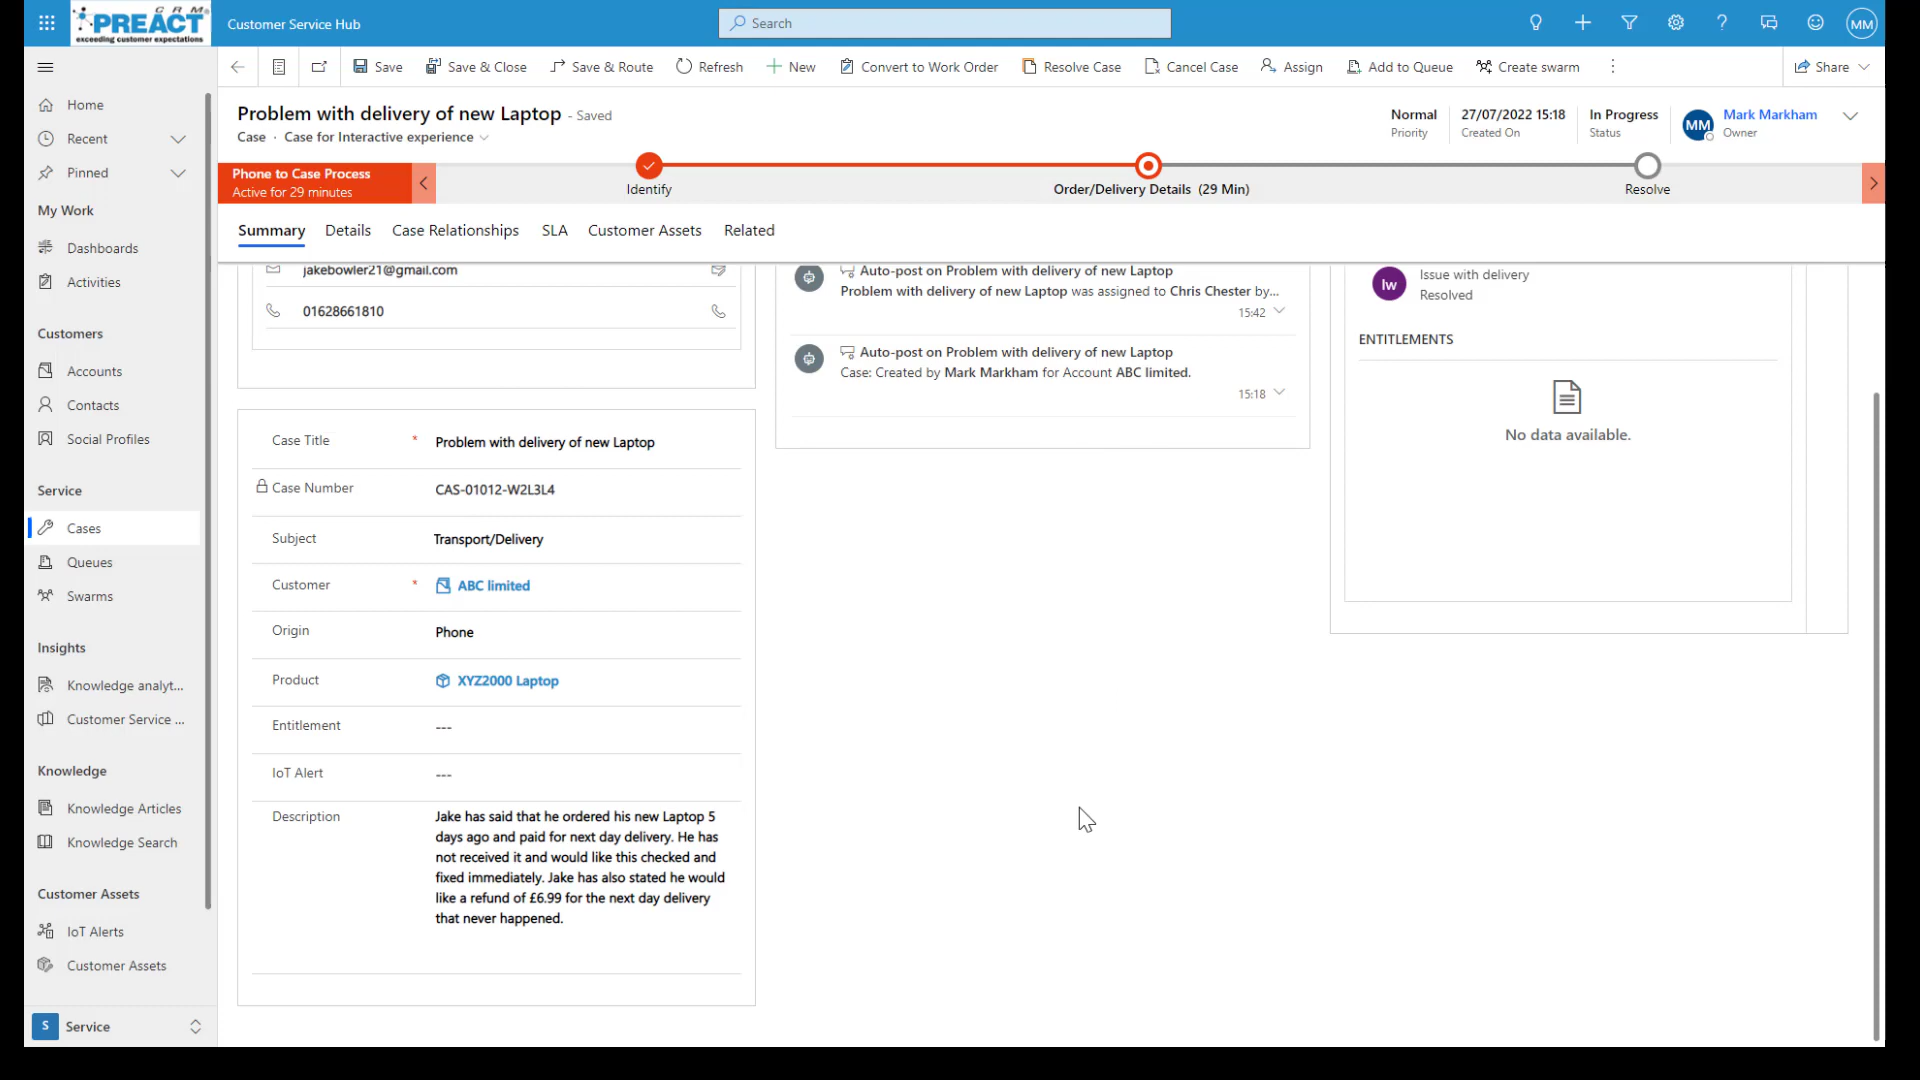 CRM
PREACT
exceeding customer expectations
Customer Service Hub
Search
MM
Save
Save & Close
Save & Route
Refresh
New
Convert to Work Order
Resolve Case
Cancel Case
Assign
Add to Queue
Create swarm
Share
Home
Recent
Pinned
My Work
Dashboards
Activities
Customers
Accounts
Contacts
Social Profiles
Service
Cases
Queues
Swarms
Insights
Knowledge analyt...
Customer Service ...
Knowledge
Knowledge Articles
Knowledge Search
Customer Assets
IoT Alerts
Customer Assets
S Service
Problem with delivery of new Laptop - Saved
Case · Case for Interactive experience
Normal
Priority
27/07/2022 15:18
Created On
In Progress
Status
MM
Mark Markham
Owner
Phone to Case Process
Active for 29 minutes
Identify
Order/Delivery Details (29 Min)
Resolve
Summary
Details
Case Relationships
SLA
Customer Assets
Related
jakebowler21@gmail.com
01628661810
Case Title * Problem with delivery of new Laptop
Case Number CAS-01012-W2L3L4
Subject Transport/Delivery
Customer * ABC limited
Origin Phone
Product XYZ2000 Laptop
Entitlement ---
IoT Alert ---
Description Jake has said that he ordered his new Laptop 5
days ago and paid for next day delivery. He has
not received it and would like this checked and
fixed immediately. Jake has also stated he would
like a refund of £6.99 for the next day delivery
that never happened.
Auto-post on Problem with delivery of new Laptop
Problem with delivery of new Laptop was assigned to Chris Chester by...
15:42
Auto-post on Problem with delivery of new Laptop
Case: Created by Mark Markham for Account ABC limited.
15:18
Iw
Issue with delivery
Resolved
ENTITLEMENTS
No data available.